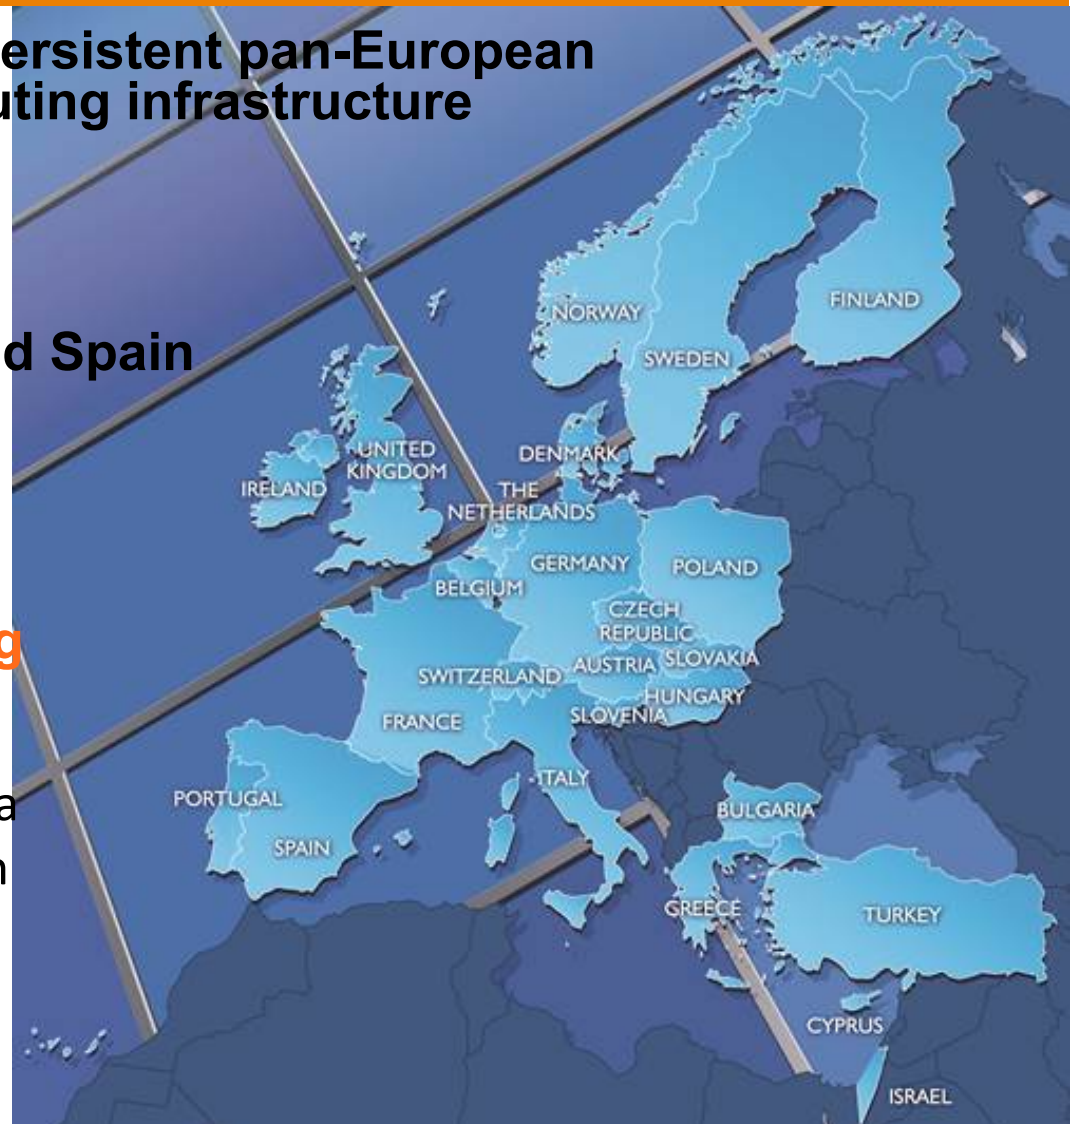 ersistent pan-European
uting infrastructure
d Spain
g
a
n
NORWAY
FINLAND
SWEDEN
UNITED
KINGDOM
DENMARK
IRELAND
THE
NETHERLANDS
GERMANY
POLAND
BELGIUM
CZECH
REPUBLIC
SWITZERLAND
AUSTRIA
SLOVAKIA
HUNGARY
SLOVENIA
FRANCE
ITALY
PORTUGAL
BULGARIA
SPAIN
GREECE
TURKEY
CYPRUS
ISRAEL